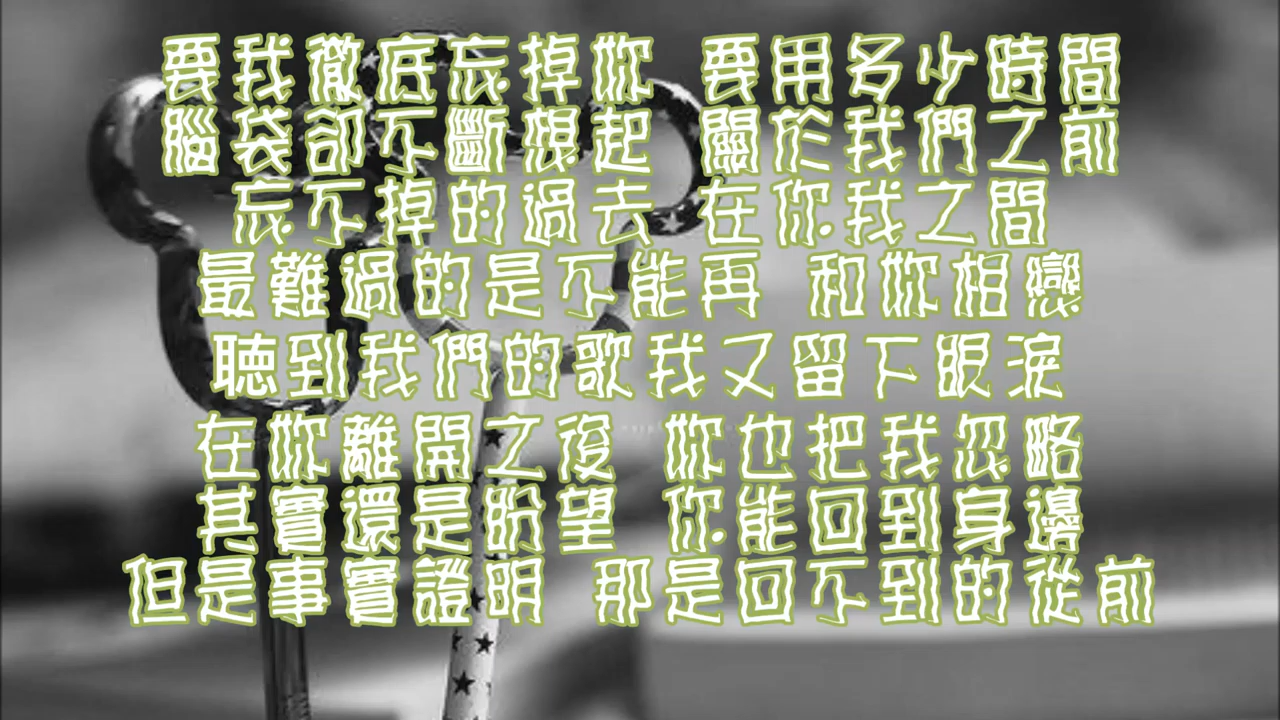 要我徹底忘掉妳 要用多少時間
腦袋卻不斷想起 關於我們之前
忘不掉的過去 在你我之間
最難過的是不能再 和妳相戀
聽到我們的歌我又留下眼淚
在妳離開之後 妳也把我忽略
其實還是盼望 你能回到身邊
但是事實證明 那是回不到的從前